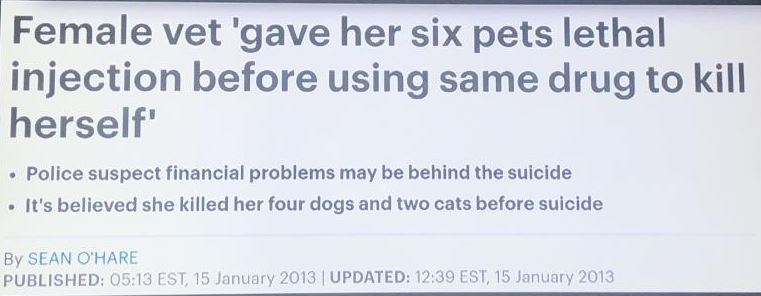 Female vet 'gave her six pets lethal
injection before using same drug to kill
herself'
• Police suspect financial problems may be behind the suicide
• It's believed she killed her four dogs and two cats before suicide
By SEAN O'HARE
PUBLISHED: 05:13 EST, 15 January 2013 | UPDATED: 12:39 EST, 15 January 2013